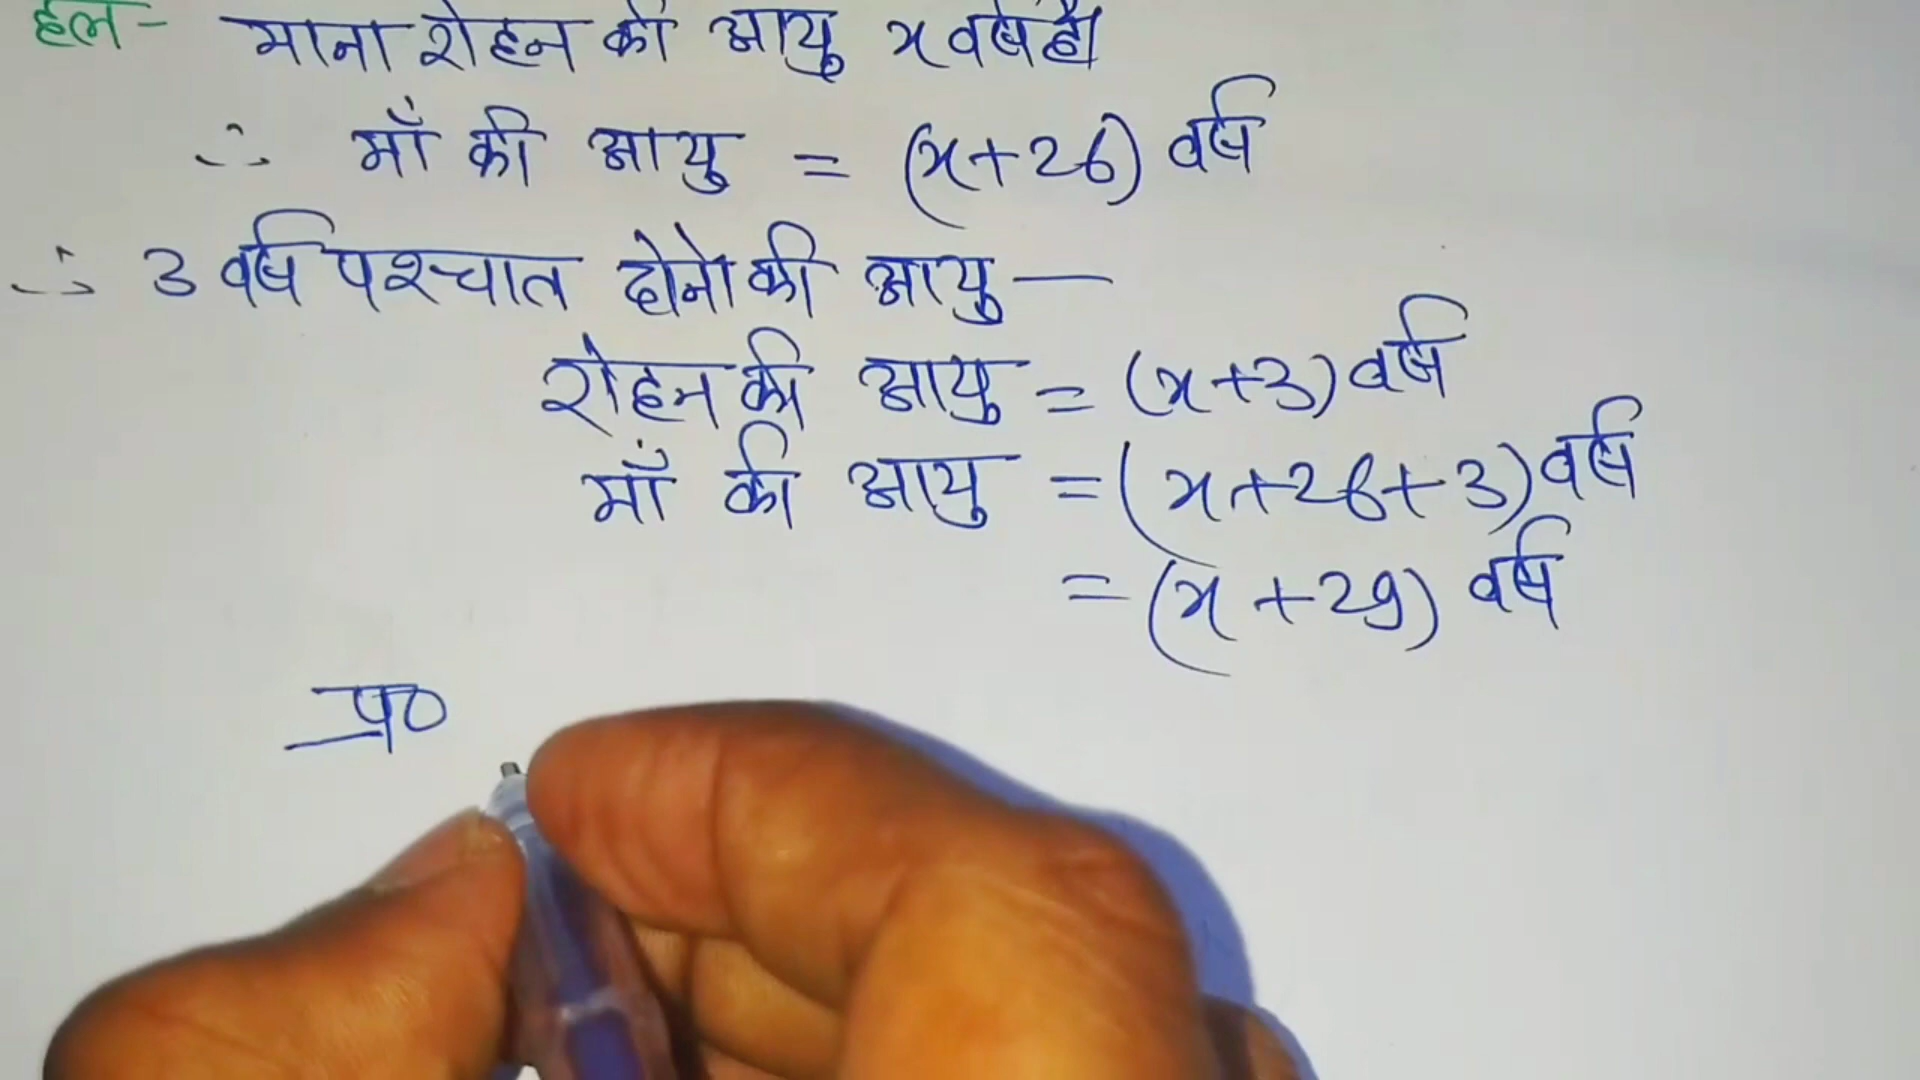 हल- माना रोहन की आयु x वर्ष है।
∴ माँ की आयु = (x+26) वर्ष
∴ 3 वर्ष पश्चात दोनो की आयु —
रोहन की आयु = (x+3) वर्ष
माँ की आयु = (x+26+3) वर्ष
= (x+29) वर्ष
प्र०